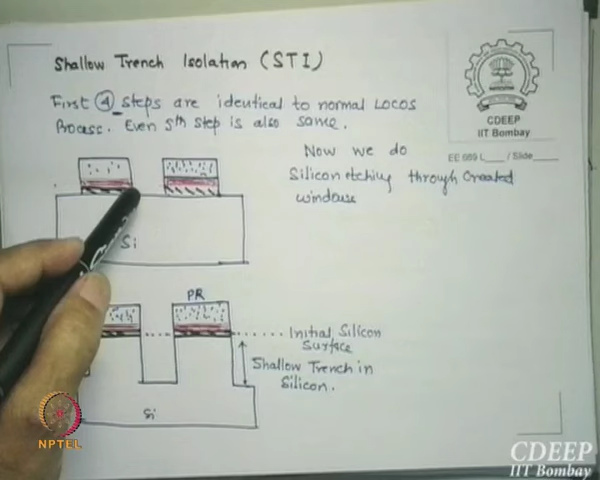 Shallow Trench Isolation (STI)
First 4 steps are identical to normal LOCOS
Process. Even 5th step is also same.
Now we do
Silicon etching through created
windows
CDEEP
IIT Bombay
EE 669 L / Slide
Si
PR
Initial Silicon
Surface
Shallow Trench in
Silicon.
Si
NPTEL
CDEEP
IIT Bombay